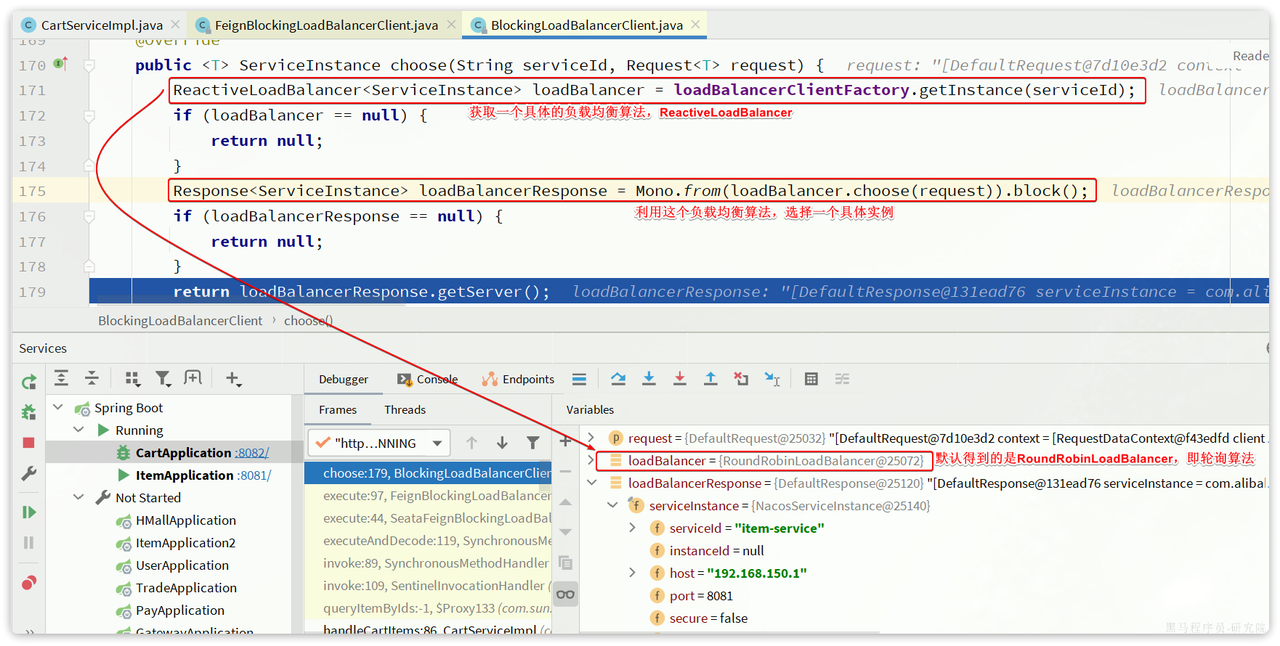 CartServiceImpl.java FeignBlockingLoadBalancerClient.java BlockingLoadBalancerClient.java
169 @Override
170 public <T> ServiceInstance choose(String serviceId, Request<T> request) { request: "[DefaultRequest@7d10e3d2 context
Reade
171 ReactiveLoadBalancer<ServiceInstance> loadBalancer = loadBalancerClientFactory.getInstance(serviceId); loadBalancer
172 if (loadBalancer == null) {
获取一个具体的负载均衡算法，ReactiveLoadBalancer
173 return null;
174 }
175 Response<ServiceInstance> loadBalancerResponse = Mono.from(loadBalancer.choose(request)).block(); loadBalancerRespo
176 if (loadBalancerResponse == null) {
利用这个负载均衡算法，选择一个具体实例
177 return null;
178 }
179 return loadBalancerResponse.getServer(); loadBalancerResponse: "[DefaultResponse@131ead76 serviceInstance = com.ali
BlockingLoadBalancerClient › choose()
Services
Debugger Console Endpoints
Frames Threads
Variables
Spring Boot
Running
CartApplication :8082/
ItemApplication :8081/
Not Started
HMallApplication
ItemApplication2
UserApplication
TradeApplication
PayApplication
GatewayApplication
"http...NNING
choose:179, BlockingLoadBalancerClien
execute:97, FeignBlockingLoadBalancer
execute:44, SeataFeignBlockingLoadBal
executeAndDecode:119, SynchronousMe
invoke:89, SynchronousMethodHandler
invoke:109, SentinelInvocationHandler (
queryItemByIds:-1, $Proxy133 (com.sun.
handleCartItems:86, CartServiceImpl (c
request = {DefaultRequest@25032} "[DefaultRequest@7d10e3d2 context = [RequestDataContext@f43edfd client
loadBalancer = {RoundRobinLoadBalancer@25072}
默认得到的是RoundRobinLoadBalancer，即轮询算法
loadBalancerResponse = {DefaultResponse@25120} "[DefaultResponse@131ead76 serviceInstance = com.alibal
serviceInstance = {NacosServiceInstance@25140}
serviceId = "item-service"
instanceId = null
host = "192.168.150.1"
port = 8081
secure = false
黑马程序员-研究院